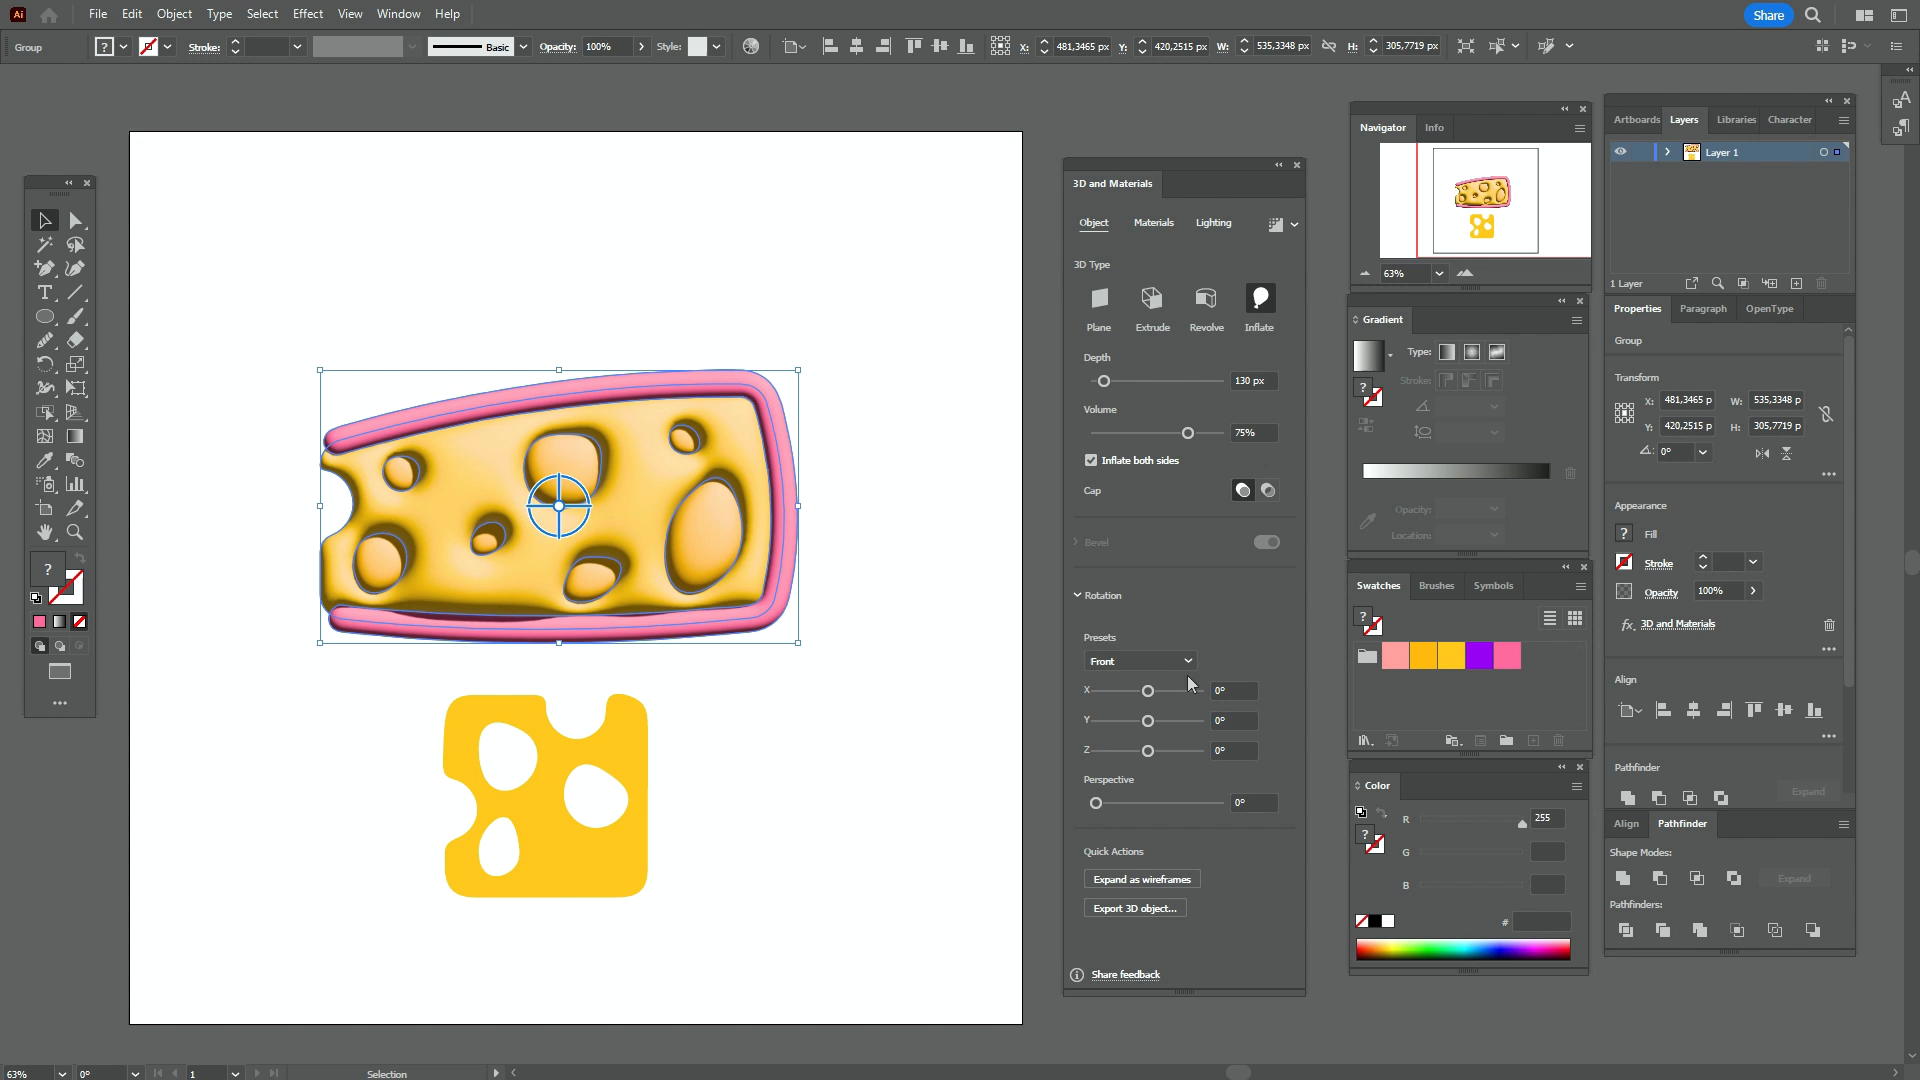 Ai File Edit Object Type Select Effect View Window Help Share
Group ? Stroke: Basic Opacity: 100% Style: X: 481,3465 px Y: 420,2515 px W: 535,3348 px H: 305,7719 px
3D and Materials
Object Materials Lighting
3D Type
Plane Extrude Revolve Inflate
Depth
130 px
Volume
75%
Inflate both sides
Cap
Bevel
Rotation
Presets
Front
X 0°
Y 0°
Z 0°
Perspective
0°
Quick Actions
Expand as wireframes
Export 3D object...
Share feedback
Navigator Info
63%
Gradient
Type:
? Stroke:
Opacity:
Location:
Swatches Brushes Symbols
?
Color
R 255
? G
B
#
Artboards Layers Libraries Character
Layer 1
1 Layer
Properties Paragraph OpenType
Group
Transform
X: 481,3465 p W: 535,3348 p
Y: 420,2515 p H: 305,7719 p
0°
Appearance
? Fill
Stroke
Opacity 100%
fx. 3D and Materials
Align
Pathfinder
Expand
Align Pathfinder
Shape Modes:
Expand
Pathfinders:
T
?
A
63% 0° 1 Selection